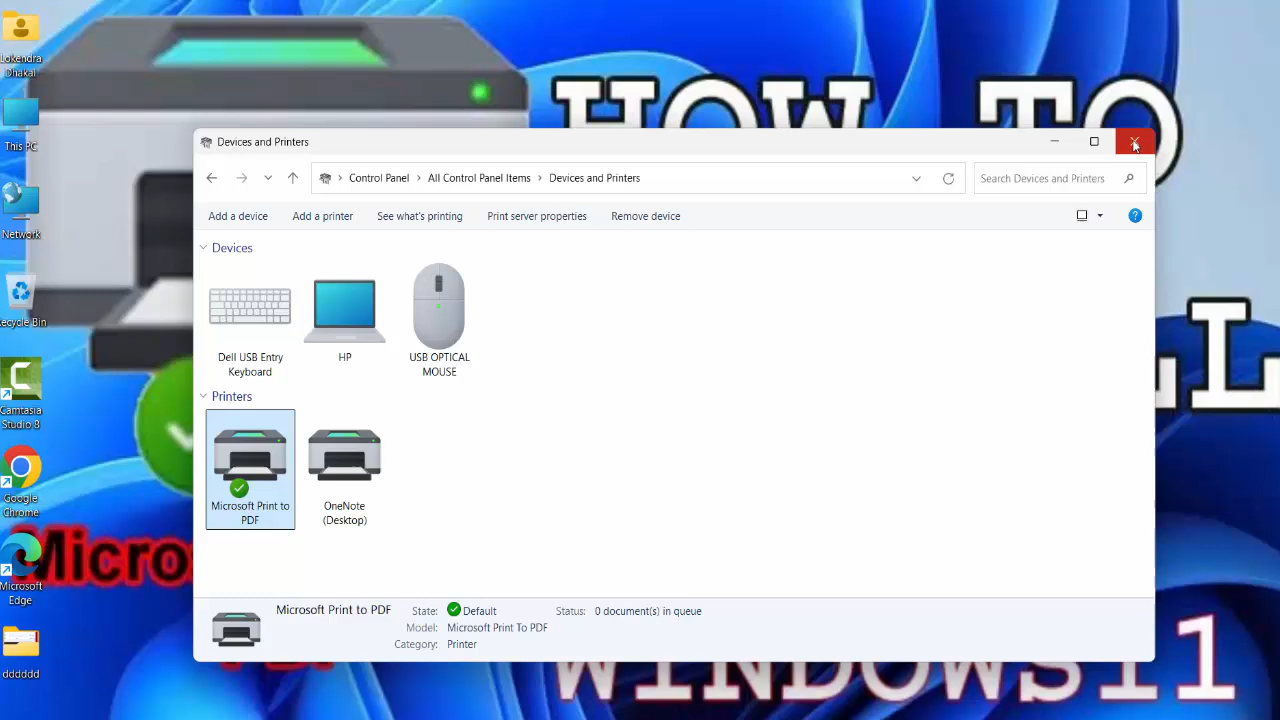 Lokendra
Dhakal
This PC
Network
Recycle Bin
Camtasia
Studio 8
Google
Chrome
Microsoft
Edge
dddddd
HOW TO
LL
Micro
WINDOWS11
Devices and Printers
Control Panel
All Control Panel Items
Devices and Printers
Search Devices and Printers
Add a device
Add a printer
See what's printing
Print server properties
Remove device
Devices
Dell USB Entry
Keyboard
HP
USB OPTICAL
MOUSE
Printers
Microsoft Print to
PDF
OneNote
(Desktop)
Microsoft Print to PDF
State: Default
Status: 0 document(s) in queue
Model: Microsoft Print To PDF
Category: Printer